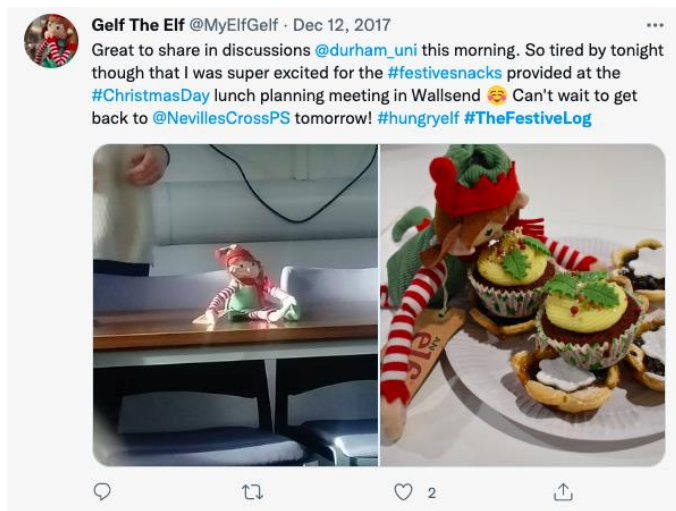 Gelf The Elf @MyElfGelf · Dec 12, 2017
Great to share in discussions @durham_uni this morning. So tired by tonight
though that I was super excited for the #festivesnacks provided at the
#ChristmasDay lunch planning meeting in Wallsend ☺️ Can't wait to get
back to @NevillesCrossPS tomorrow! #hungryelf #TheFestiveLog
AN elf
2